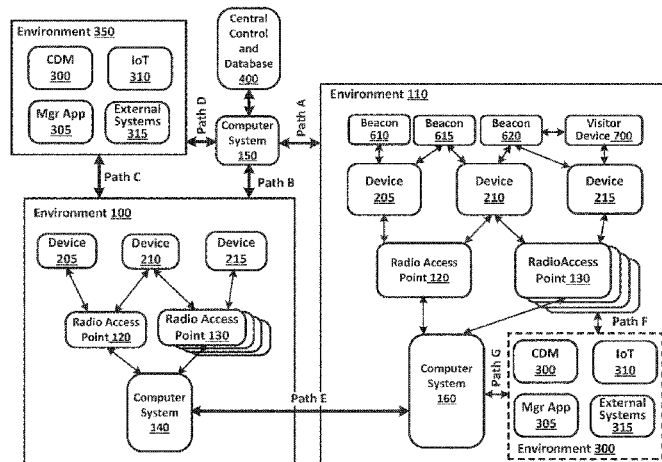 Environment 350
CDM
300
IoT
310
Mgr App
305
External
Systems
315
Central
Control
and
Database
400
Path D
Path A
Computer
System
150
Path C
Path B
Environment 100
Device
205
Device
210
Device
215
Radio Access
Point 120
Radio Access
Point 130
Computer
System
140
Path E
Environment 110
Beacon
610
Beacon
615
Beacon
620
Visitor
Device 700
Device
205
Device
210
Device
215
Radio Access
Point 120
RadioAccess
Point 130
Computer
System
160
Path F
Path G
CDM
300
IoT
310
Mgr App
305
External
Systems
315
Environment 300